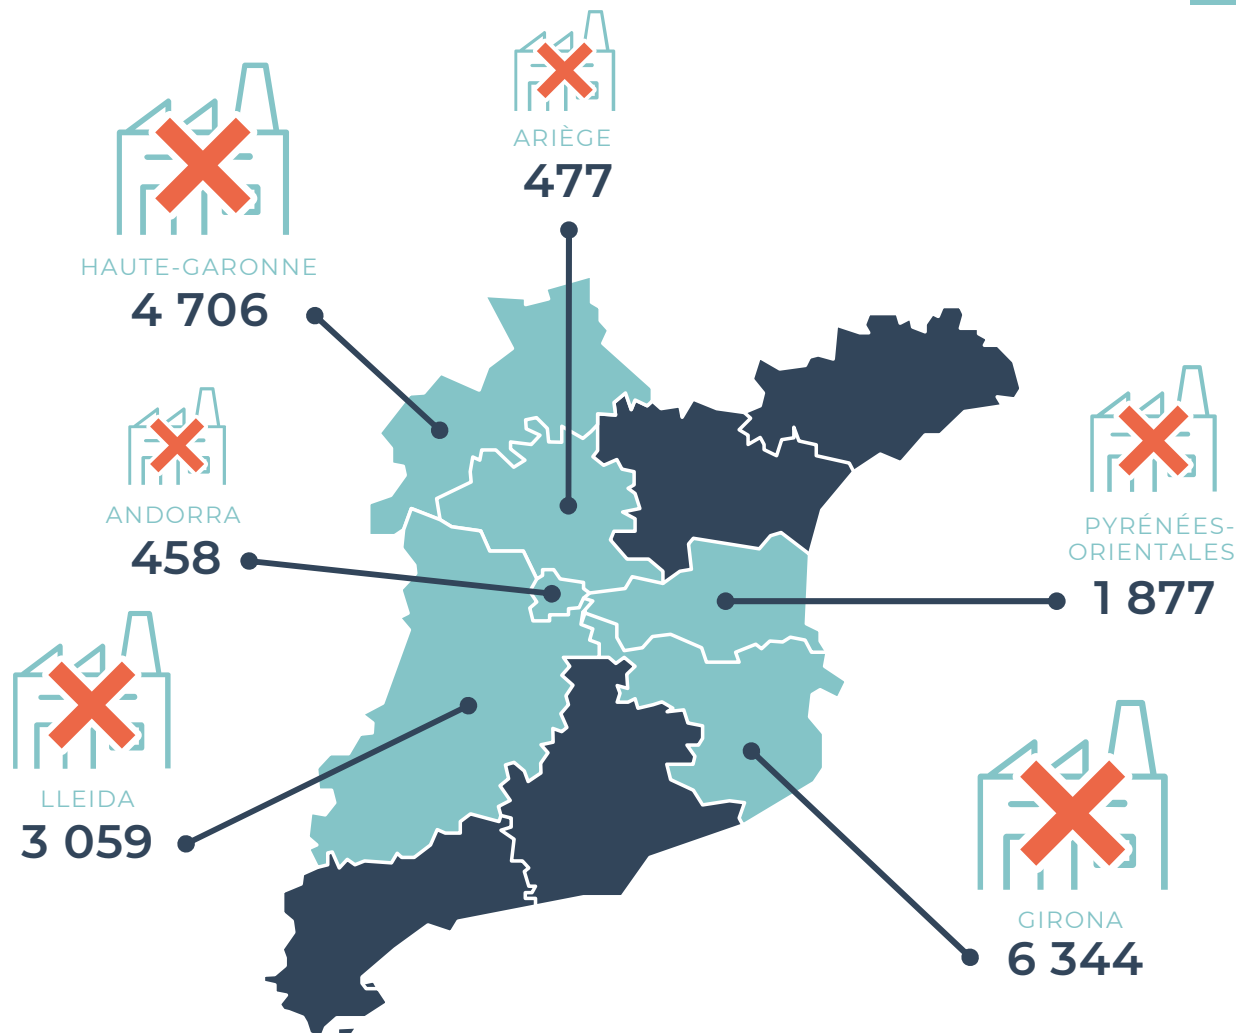 ARIÈGE
477
HAUTE-GARONNE
4 706
ANDORRA
458
PYRÉNÉES-
ORIENTALES
1 877
LLEIDA
3 059
GIRONA
6 344